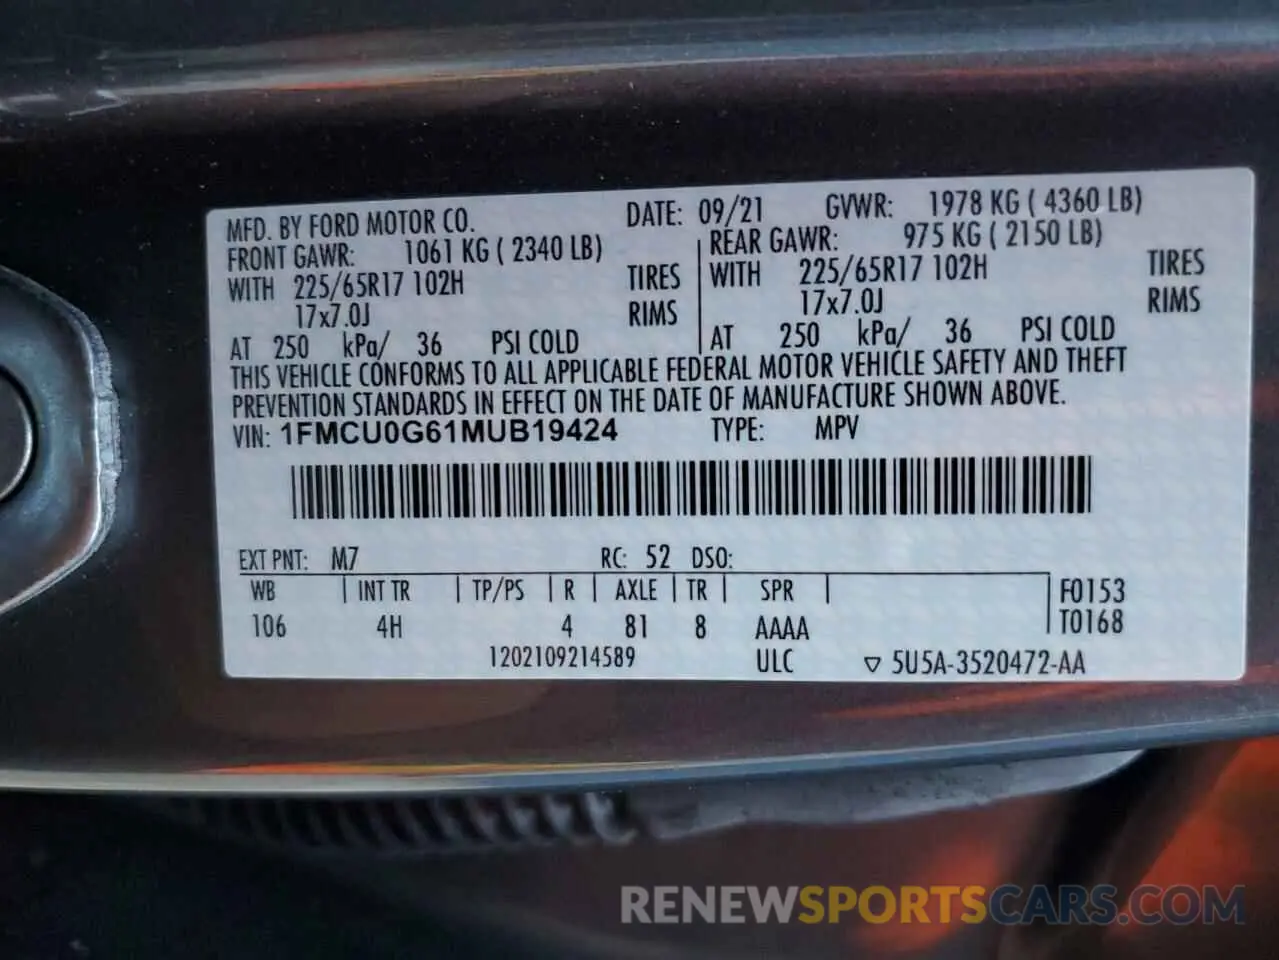 MFD. BY FORD MOTOR CO. DATE: 09/21 GVWR: 1978 KG ( 4360 LB)
FRONT GAWR: 1061 KG ( 2340 LB) REAR GAWR: 975 KG ( 2150 LB)
WITH 225/65R17 102H TIRES WITH 225/65R17 102H TIRES
17x7.0J RIMS 17x7.0J RIMS
AT 250 kPa/ 36 PSI COLD AT 250 kPa/ 36 PSI COLD
THIS VEHICLE CONFORMS TO ALL APPLICABLE FEDERAL MOTOR VEHICLE SAFETY AND THEFT
PREVENTION STANDARDS IN EFFECT ON THE DATE OF MANUFACTURE SHOWN ABOVE.
VIN: 1FMCU0G61MUB19424 TYPE: MPV
EXT PNT: M7 RC: 52 DSO:
WB INT TR TP/PS R AXLE TR SPR F0153
106 4H 4 81 8 AAAA T0168
1202109214589 ULC ▽ 5U5A-3520472-AA
RENEWSPORTSCARS.COM